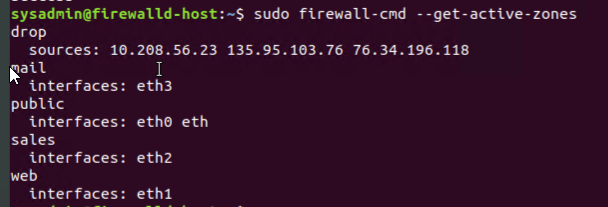 sysadmin@firewalld-host:~$ sudo firewall-cmd --get-active-zones
drop
  sources: 10.208.56.23 135.95.103.76 76.34.196.118
mail
  interfaces: eth3
public
  interfaces: eth0 eth
sales
  interfaces: eth2
web
  interfaces: eth1